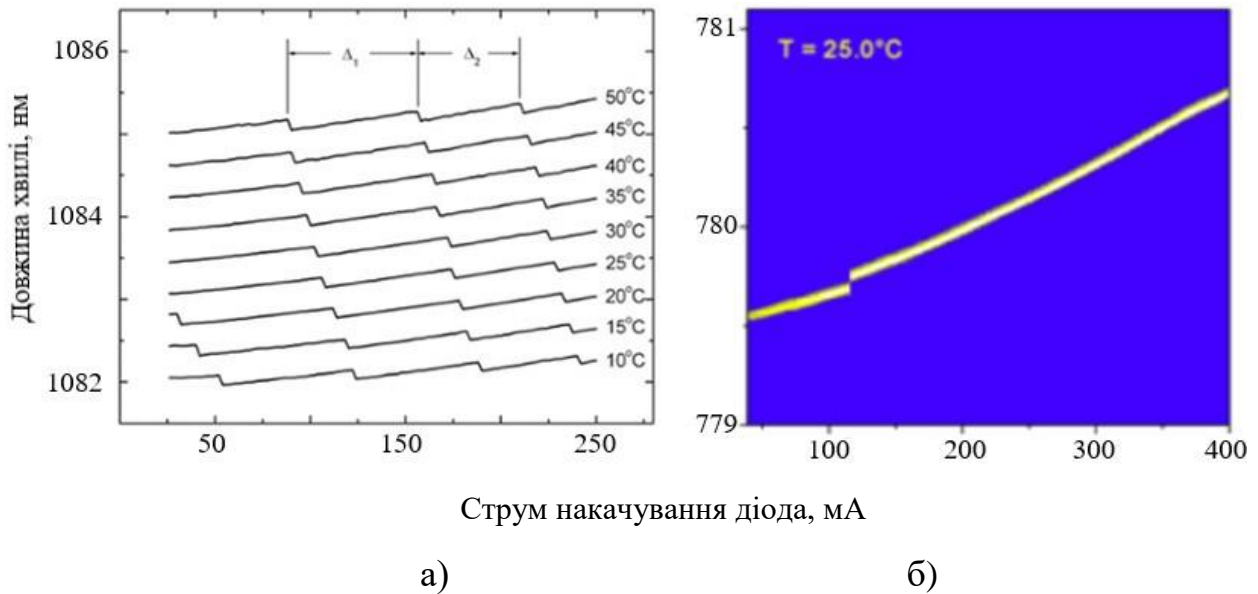 Довжина хвилі, нм
1086
1084
1082
Δ₁
Δ₂
50°C
45°C
40°C
35°C
30°C
25°C
20°C
15°C
10°C
50
150
250
781
780
779
T = 25.0°C
100
200
300
400
Струм накачування діода, мА
а)
б)